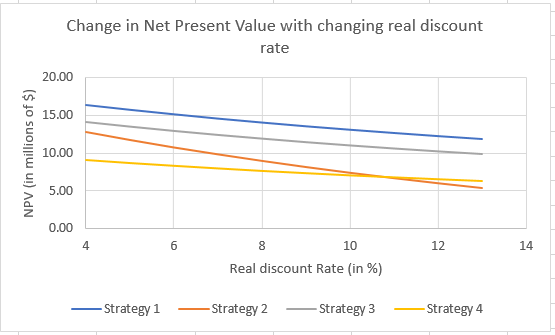 Change in Net Present Value with changing real discount
rate
20.00
15.00
10.00
5.00
0.00
NPV (in millions of $)
4 6 8 10 12 14
Real discount Rate (in %)
Strategy 1 Strategy 2 Strategy 3 Strategy 4